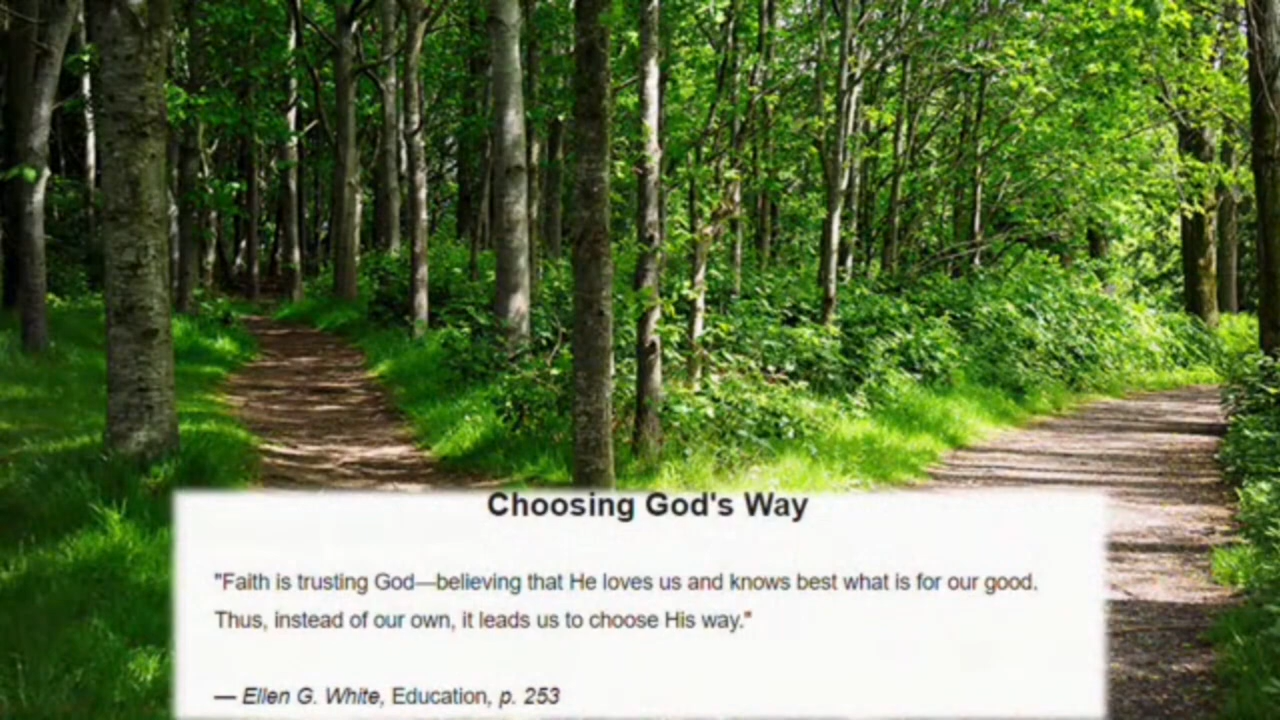 Choosing God's Way
"Faith is trusting God—believing that He loves us and knows best what is for our good.
Thus, instead of our own, it leads us to choose His way."
— Ellen G. White, Education, p. 253